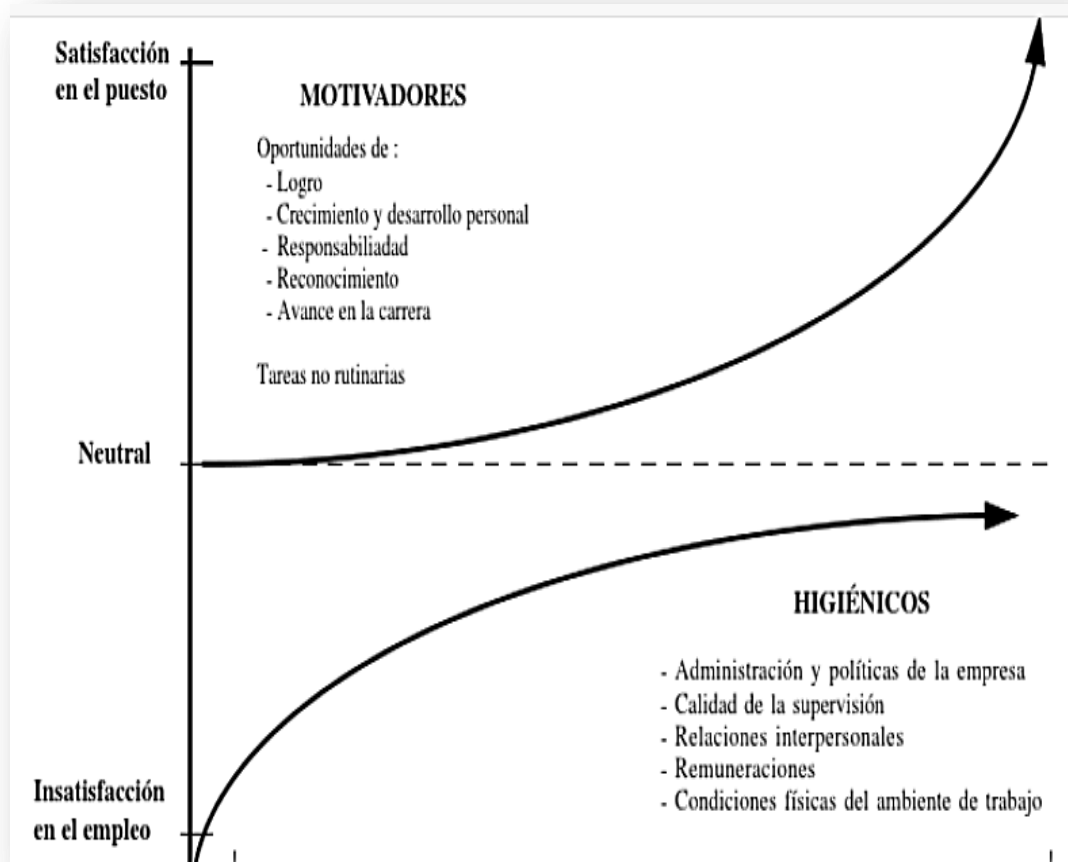 Satisfacción
en el puesto
MOTIVADORES
Oportunidades de :
- Logro
- Crecimiento y desarrollo personal
- Responsabiliadad
- Reconocimiento
- Avance en la carrera
Tareas no rutinarias
Neutral
HIGIÉNICOS
- Administración y políticas de la empresa
- Calidad de la supervisión
- Relaciones interpersonales
- Remuneraciones
- Condiciones físicas del ambiente de trabajo
Insatisfacción
en el empleo